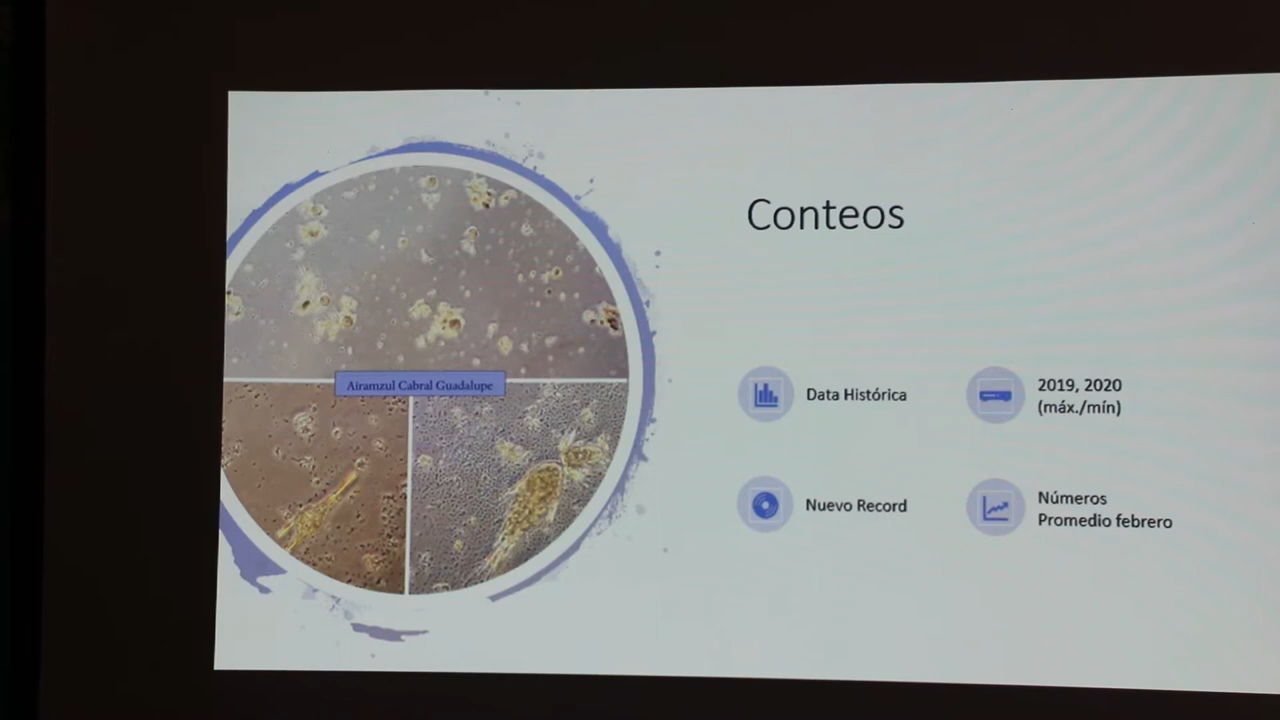 Conteos
Airamzul Cabral Guadalupe
Data Histórica
2019, 2020
(máx./mín)
Nuevo Record
Números
Promedio febrero